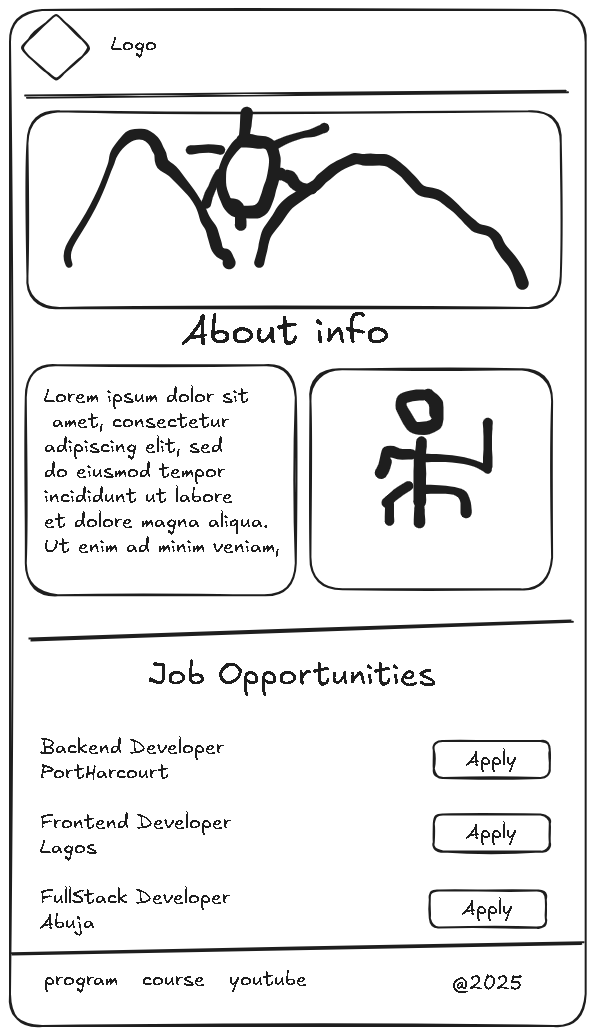 Logo
About info
Lorem ipsum dolor sit
amet, consectetur
adipiscing elit, sed
do eiusmod tempor
incididunt ut labore
et dolore magna aliqua.
Ut enim ad minim veniam,
Job Opportunities
Backend Developer
PortHarcourt
Apply
Frontend Developer
Lagos
Apply
FullStack Developer
Abuja
Apply
program course youtube @2025